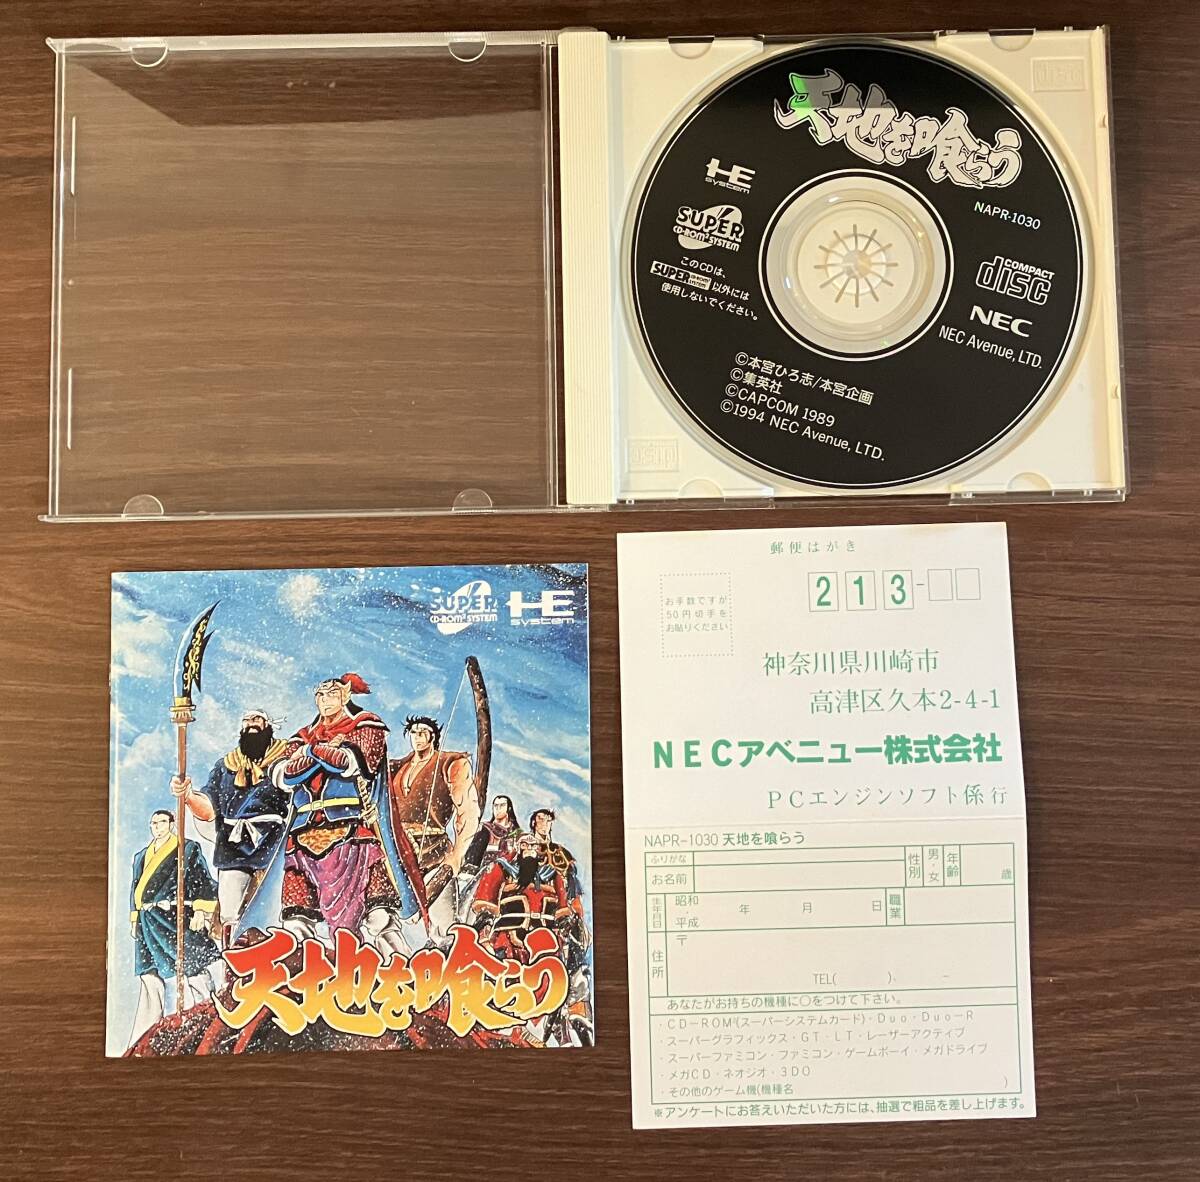 天地を喰らう
HE
system
SUPER
CD-ROM² SYSTEM
このCDは、
SUPER CD-ROM² SYSTEM 以外には
使用しないでください。
NAPR-1030
COMPACT
disc
NEC
NEC Avenue, LTD.
©本宮ひろ志/本宮企画
©集英社
©CAPCOM 1989
©1994 NEC Avenue, LTD.
disc
disc
SUPER
CD-ROM² SYSTEM
HE
system
天地を喰らう
郵便はがき
お手数ですが
50円切手を
お貼りください
213-
神奈川県川崎市
高津区久本2-4-1
NECアベニュー株式会社
PCエンジンソフト係 行
NAPR-1030 天地を喰らう
ふりがな
お名前
性別
男・女
年齢
歳
生年月日
昭和・平成
年 月 日
職業
住所
〒
TEL( ) -
あなたがお持ちの機種に○をつけて下さい。
・CD-ROM²(スーパーシステムカード)・Duo・Duo-R
・スーパーグラフィックス・GT・LT・レーザーアクティブ
・スーパーファミコン・ファミコン・ゲームボーイ・メガドライブ
・メガCD・ネオジオ・3DO
・その他のゲーム機(機種名 )
※アンケートにお答えいただいた方には、抽選で粗品を差し上げます。